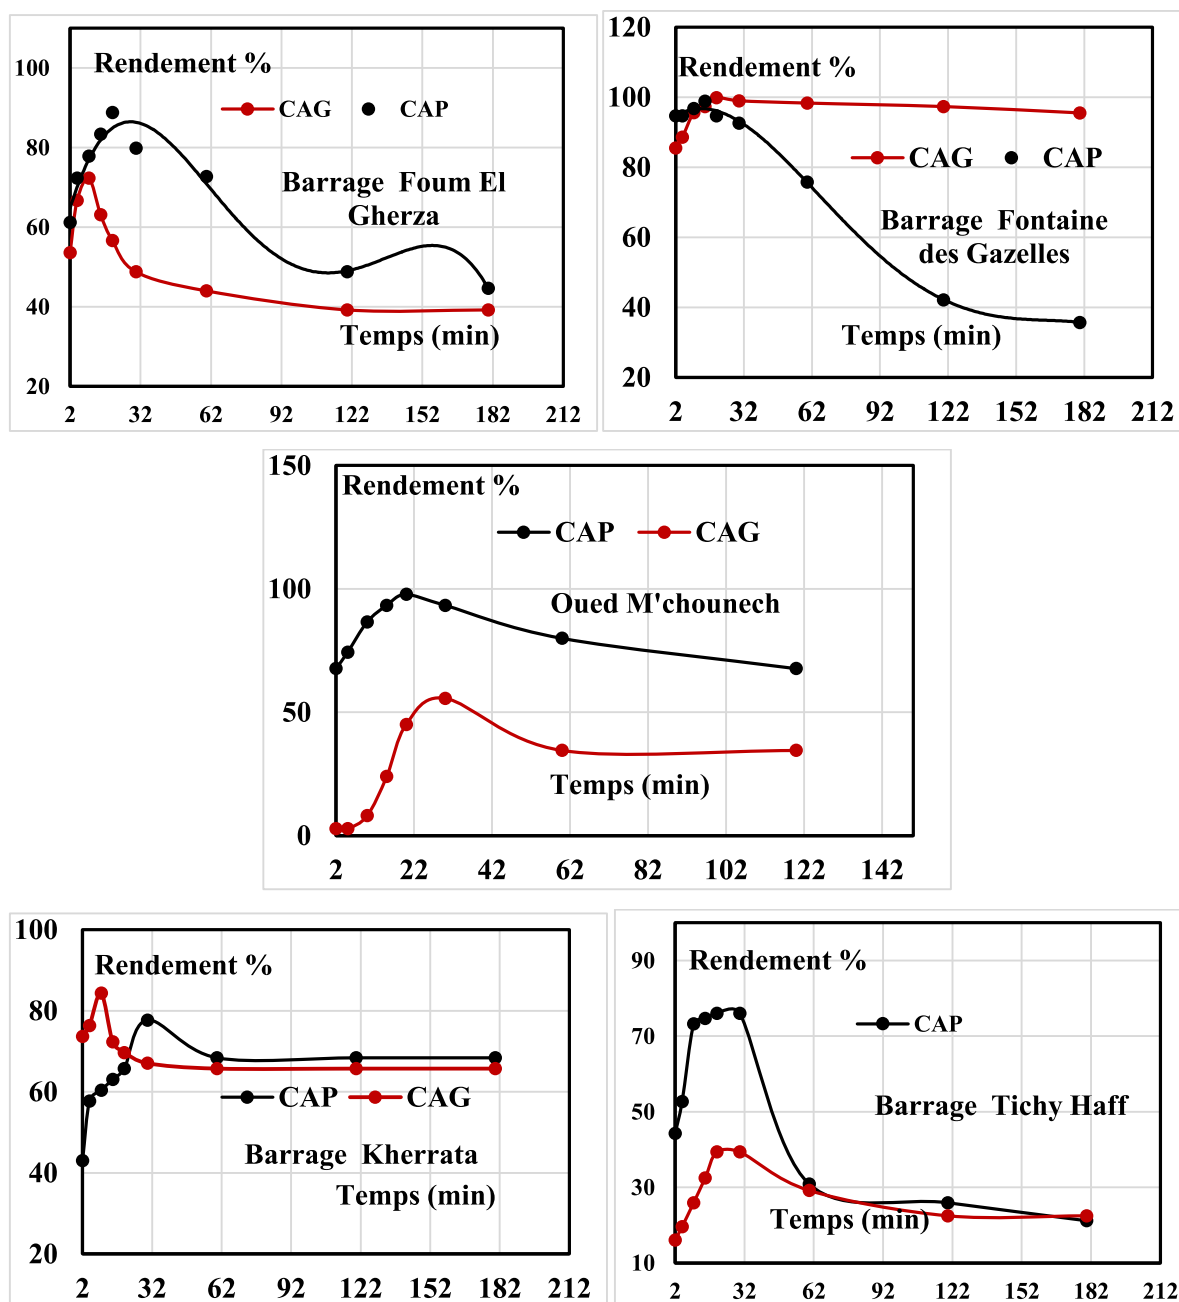 Rendement %
100
80
60
40
20
CAG CAP
Barrage Foum El
Gherza
Temps (min)
2 32 62 92 122 152 182 212
Rendement %
120
100
80
60
40
20
CAG CAP
Barrage Fontaine
des Gazelles
Temps (min)
2 32 62 92 122 152 182 212
Rendement %
150
100
50
0
CAP CAG
Oued M'chounech
Temps (min)
2 22 42 62 82 102 122 142
Rendement %
100
80
60
40
20
CAP CAG
Barrage Kherrata
Temps (min)
2 32 62 92 122 152 182 212
Rendement %
90
70
50
30
10
CAP
Barrage Tichy Haff
Temps (min)
2 32 62 92 122 152 182 212